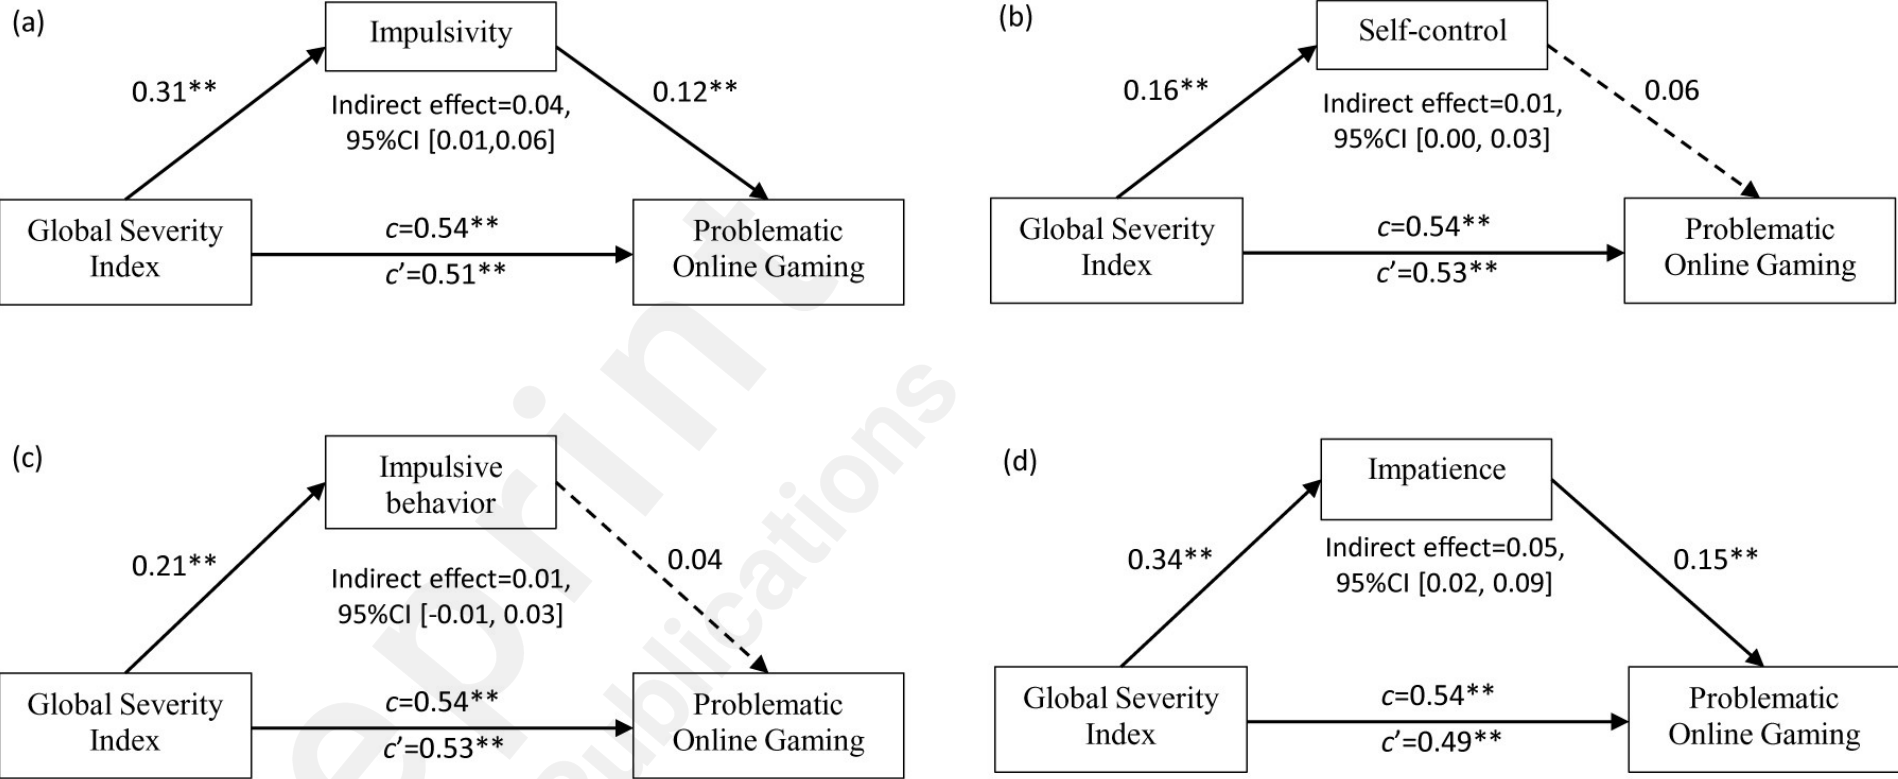 (a)
Impulsivity
0.31**
0.12**
Indirect effect=0.04,
95%CI [0.01,0.06]
Global Severity
Index
c=0.54**
c’=0.51**
Problematic
Online Gaming
(b)
Self-control
0.16**
0.06
Indirect effect=0.01,
95%CI [0.00, 0.03]
Global Severity
Index
c=0.54**
c’=0.53**
Problematic
Online Gaming
(c)
Impulsive
behavior
0.21**
0.04
Indirect effect=0.01,
95%CI [-0.01, 0.03]
Global Severity
Index
c=0.54**
c’=0.53**
Problematic
Online Gaming
(d)
Impatience
0.34**
0.15**
Indirect effect=0.05,
95%CI [0.02, 0.09]
Global Severity
Index
c=0.54**
c’=0.49**
Problematic
Online Gaming
eprint
Publications